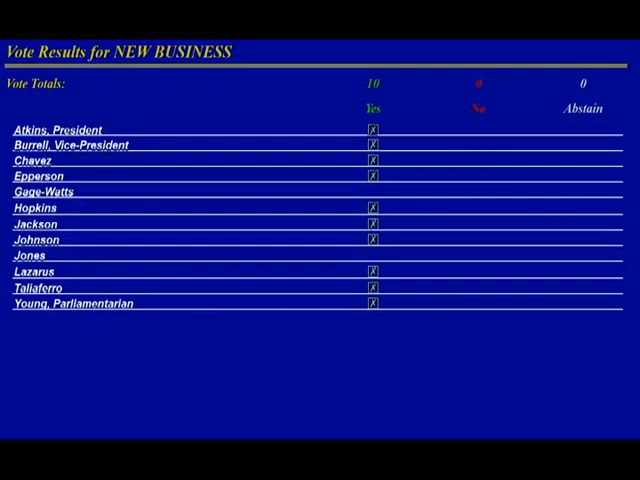 Vote Results for NEW BUSINESS
Vote Totals: 10 0 0
Yes No Abstain
Atkins, President
Burrell, Vice-President
Chavez
Epperson
Gage-Watts
Hopkins
Jackson
Johnson
Jones
Lazarus
Taliaferro
Young, Parliamentarian